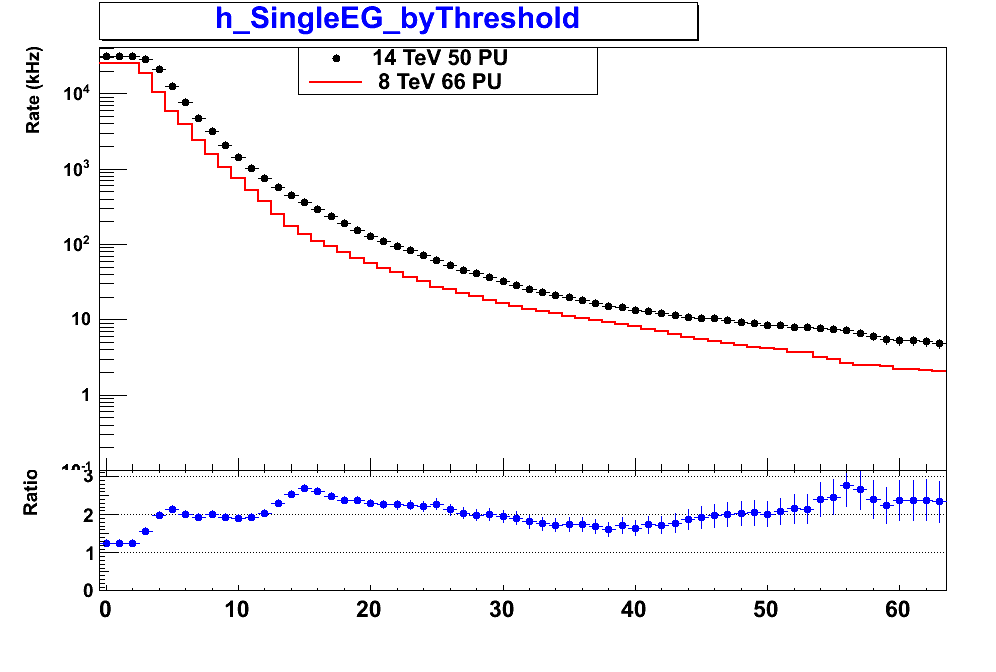 h_SingleEG_byThreshold
14 TeV 50 PU
8 TeV 66 PU
Rate (kHz)
10⁴
10³
10²
10
1
Ratio
3
2
1
0
0 10 20 30 40 50 60